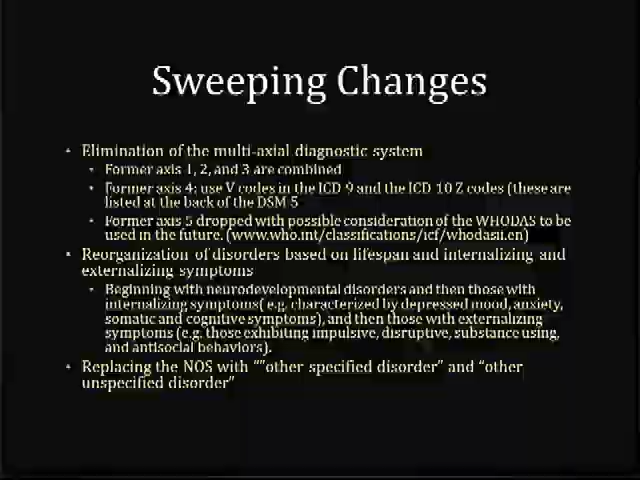 Sweeping Changes
• Elimination of the multi-axial diagnostic system
• Former axis 1, 2, and 3 are combined
• Former axis 4; use V codes in the ICD 9 and the ICD 10 Z codes (these are
listed at the back of the DSM 5
• Former axis 5 dropped with possible consideration of the WHODAS to be
used in the future. (www.who.int/classifications/icf/whodasii.en)
• Reorganization of disorders based on lifespan and internalizing and
externalizing symptoms
• Beginning with neurodevelopmental disorders and then those with
internalizing symptoms( e.g. characterized by depressed mood, anxiety,
somatic and cognitive symptoms), and then those with externalizing
symptoms (e.g. those exhibiting impulsive, disruptive, substance using,
and antisocial behaviors).
• Replacing the NOS with “”other specified disorder” and “other
unspecified disorder”